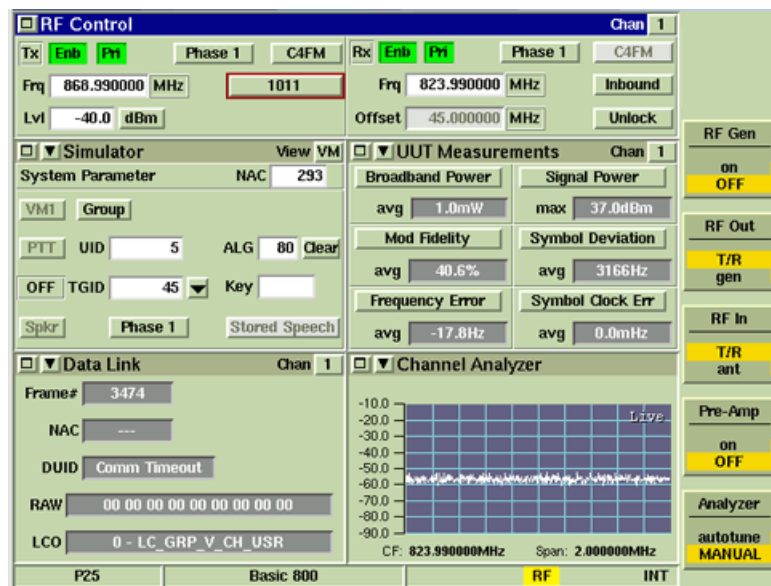 RF Control Chan 1
Tx Enb Pri Phase 1 C4FM Rx Enb Pri Phase 1 C4FM
Frq 868.990000 MHz 1011 Frq 823.990000 MHz Inbound
Lvl -40.0 dBm Offset 45.000000 MHz Unlock
Simulator View VM
System Parameter NAC 293
VM1 Group
PTT UID 5 ALG 80 Clear
OFF TGID 45 Key
Spkr Phase 1 Stored Speech
UUT Measurements Chan 1
Broadband Power Signal Power
avg 1.0mW max 37.0dBm
Mod Fidelity Symbol Deviation
avg 40.6% avg 3166Hz
Frequency Error Symbol Clock Err
avg -17.8Hz avg 0.0mHz
Data Link Chan 1
Frame# 3474
NAC ---
DUID Comm Timeout
RAW 00 00 00 00 00 00 00 00 00
LCO 0 - LC_GRP_V_CH_USR
Channel Analyzer
Live
-10.0
-20.0
-30.0
-40.0
-50.0
-60.0
-70.0
-80.0
-90.0
CF: 823.990000MHz Span: 2.000000MHz
RF Gen
on
OFF
RF Out
T/R
gen
RF In
T/R
ant
Pre-Amp
on
OFF
Analyzer
autotune
MANUAL
P25 Basic 800 RF INT